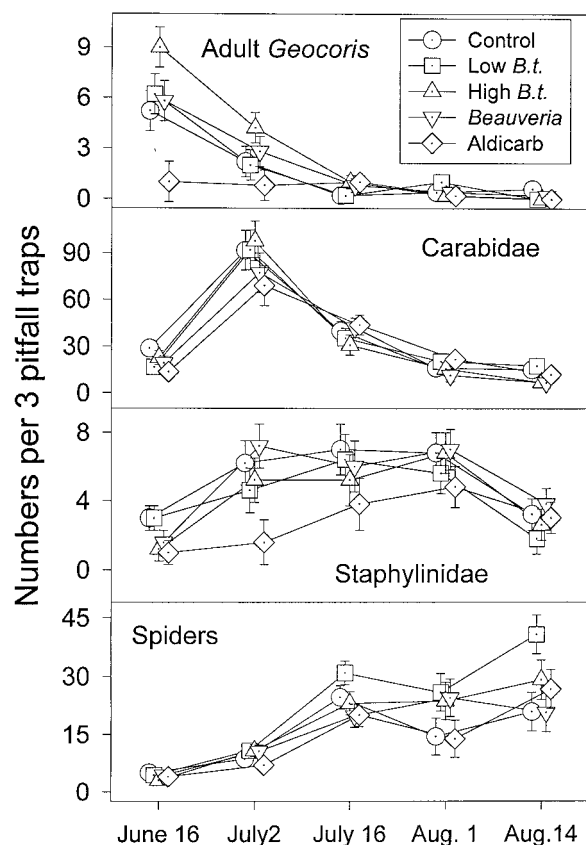 Numbers per 3 pitfall traps
Adult Geocoris
Control
Low B.t.
High B.t.
Beauveria
Aldicarb
9
6
3
0
Carabidae
90
60
30
0
8
4
0
Staphylinidae
Spiders
45
30
15
0
June 16 July2 July 16 Aug. 1 Aug.14